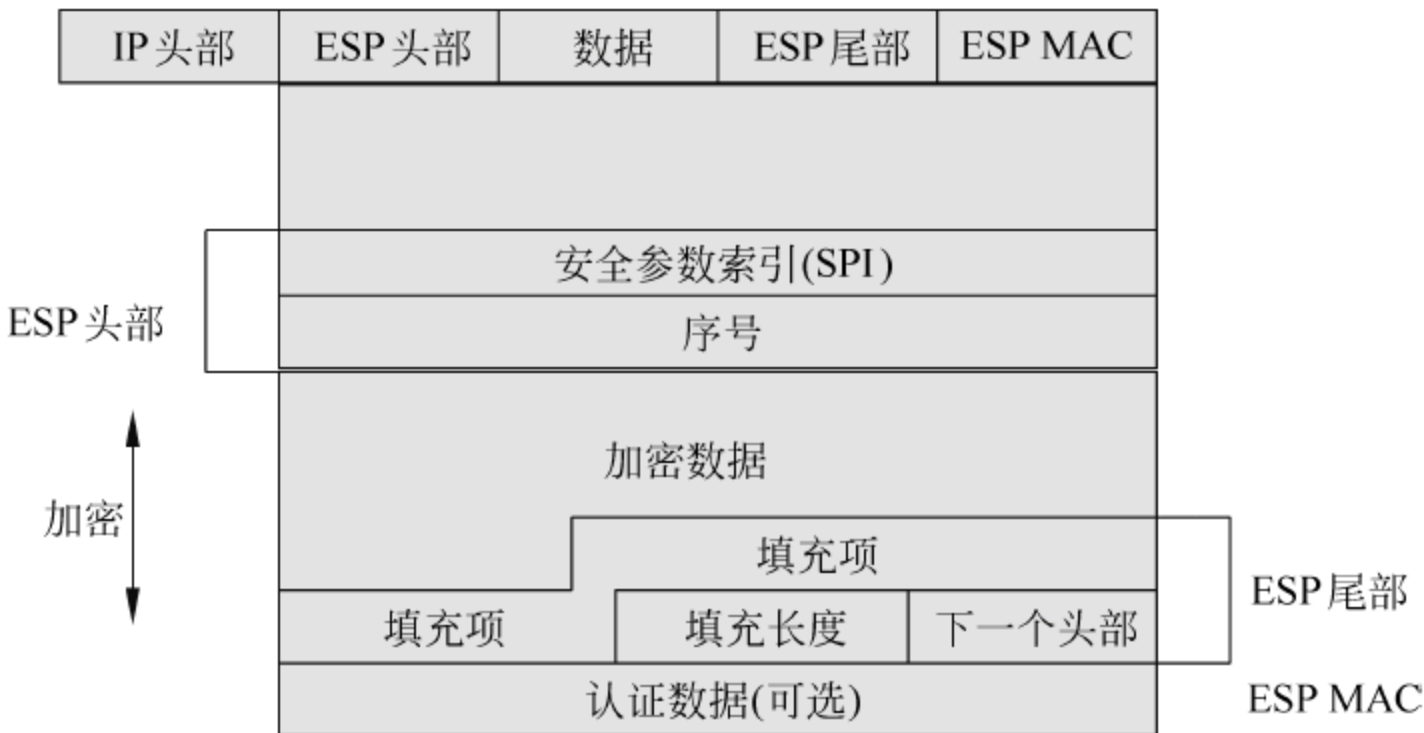 IP头部 ESP头部 数据 ESP尾部 ESP MAC
安全参数索引(SPI)
序号
ESP头部
加密数据
加密
填充项
ESP尾部
填充项 填充长度 下一个头部
认证数据(可选)
ESP MAC